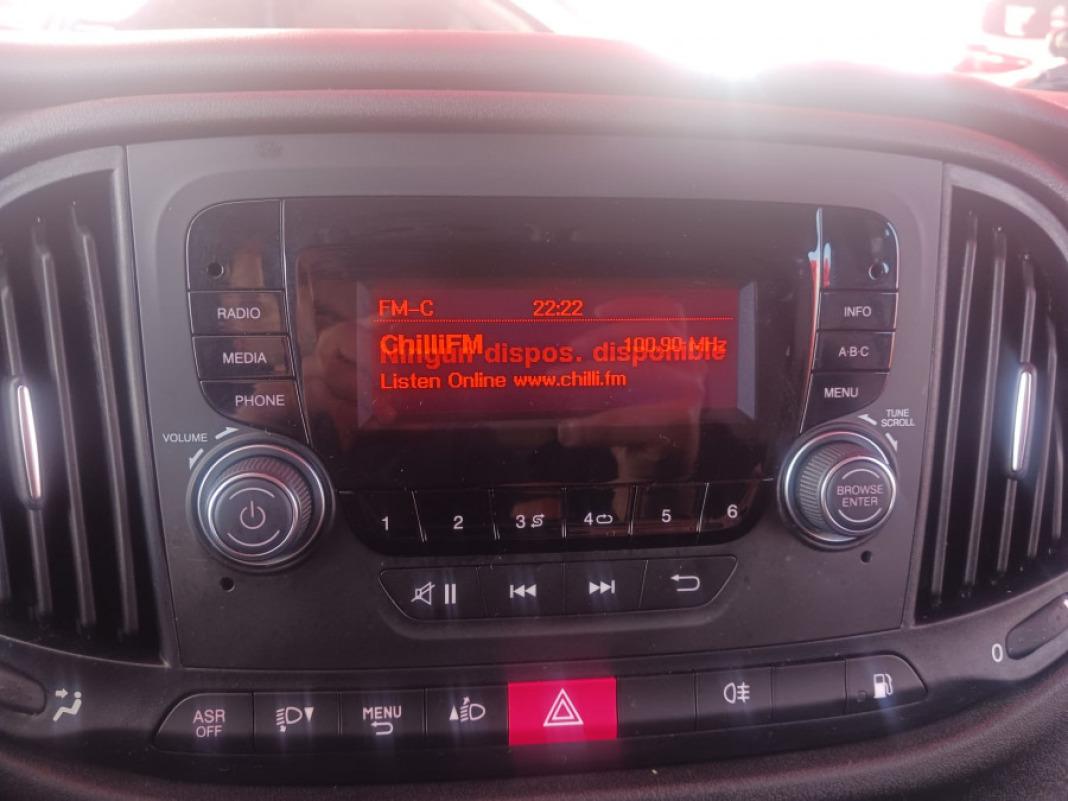 RADIO
MEDIA
PHONE
VOLUME
FM-C 22:22
ChilliFM 100.90 MHz
Ningún dispos. disponible
Listen Online www.chilli.fm
INFO
A·B·C
MENU
TUNE
SCROLL
BROWSE
ENTER
1 2 3 4 5 6
0
ASR
OFF
MENU